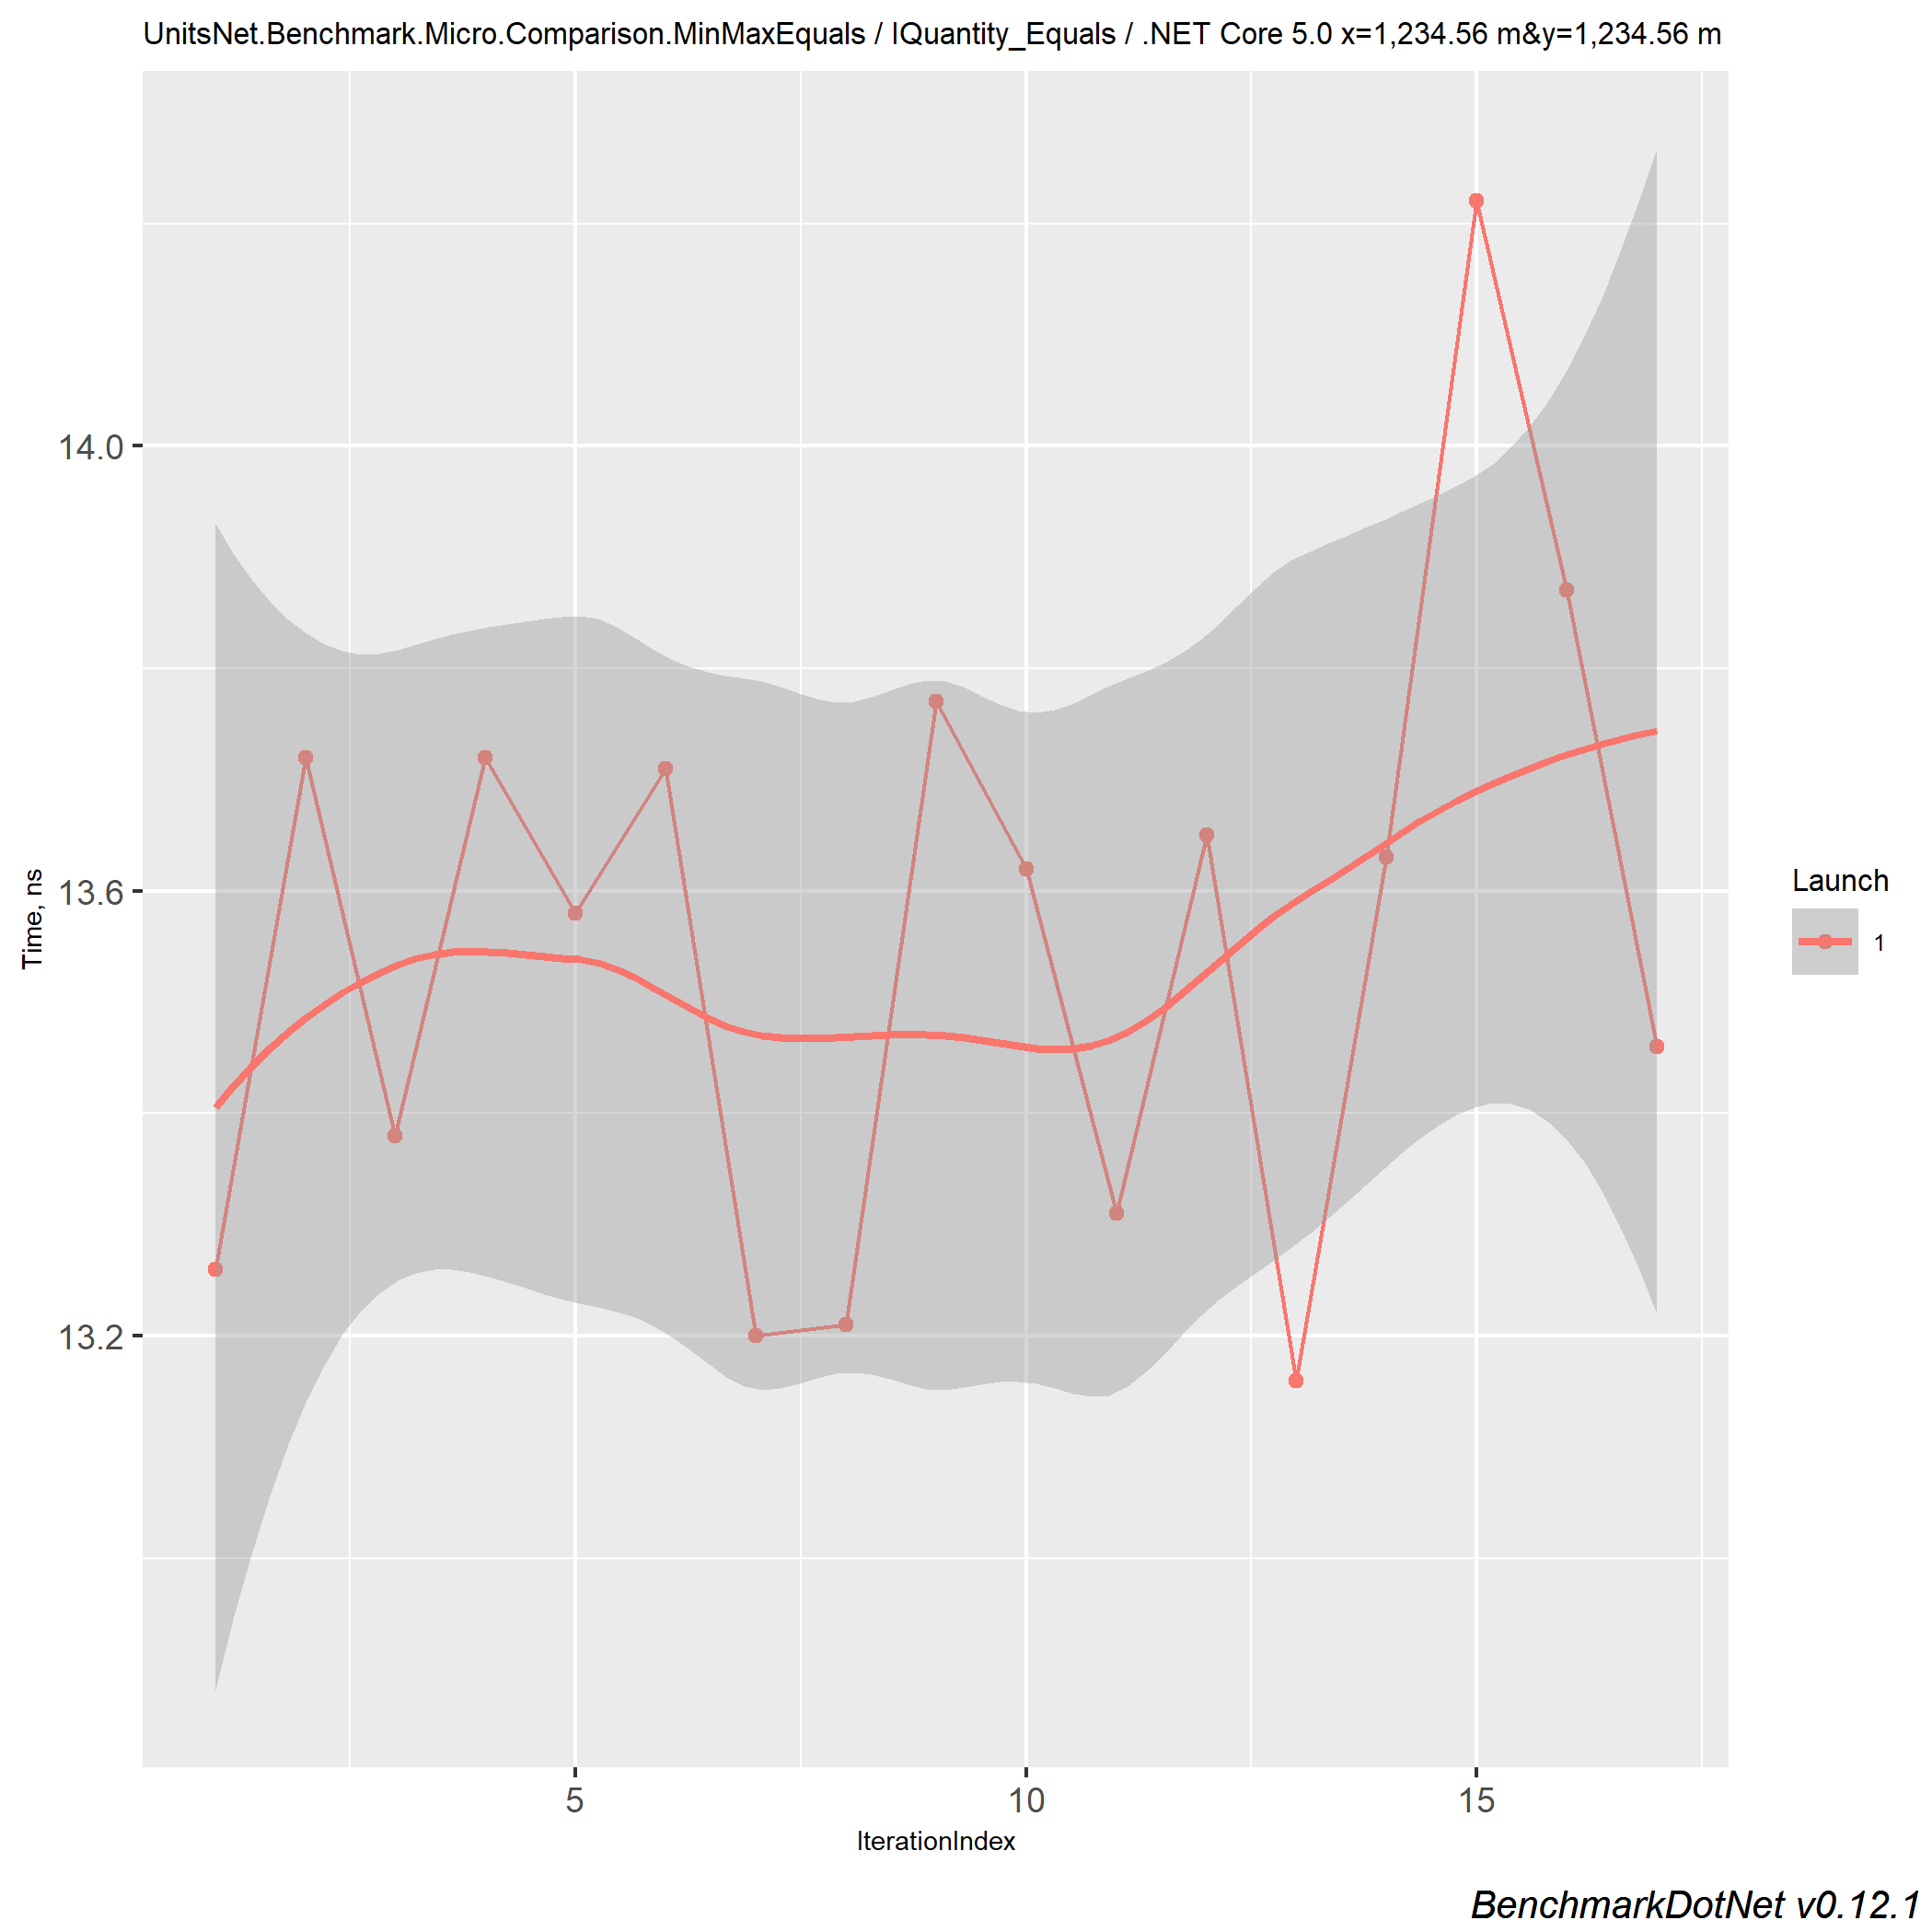 UnitsNet.Benchmark.Micro.Comparison.MinMaxEquals / IQuantity_Equals / .NET Core 5.0 x=1,234.56 m&y=1,234.56 m
Time, ns
14.0
13.6
13.2
5 10 15
IterationIndex
Launch
1
BenchmarkDotNet v0.12.1